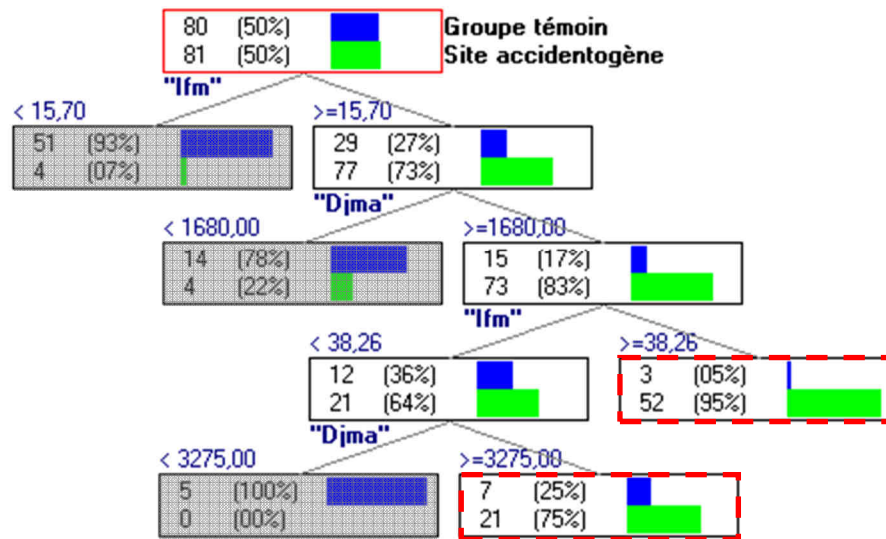 80 (50%) Groupe témoin
81 (50%) Site accidentogène
"Ifm"
< 15,70 >=15,70
51 (93%) 29 (27%)
4 (07%) 77 (73%)
"Djma"
< 1680,00 >=1680,00
14 (78%) 15 (17%)
4 (22%) 73 (83%)
"Ifm"
< 38,26 >=38,26
12 (36%) 3 (05%)
21 (64%) 52 (95%)
"Djma"
< 3275,00 >=3275,00
5 (100%) 7 (25%)
0 (00%) 21 (75%)